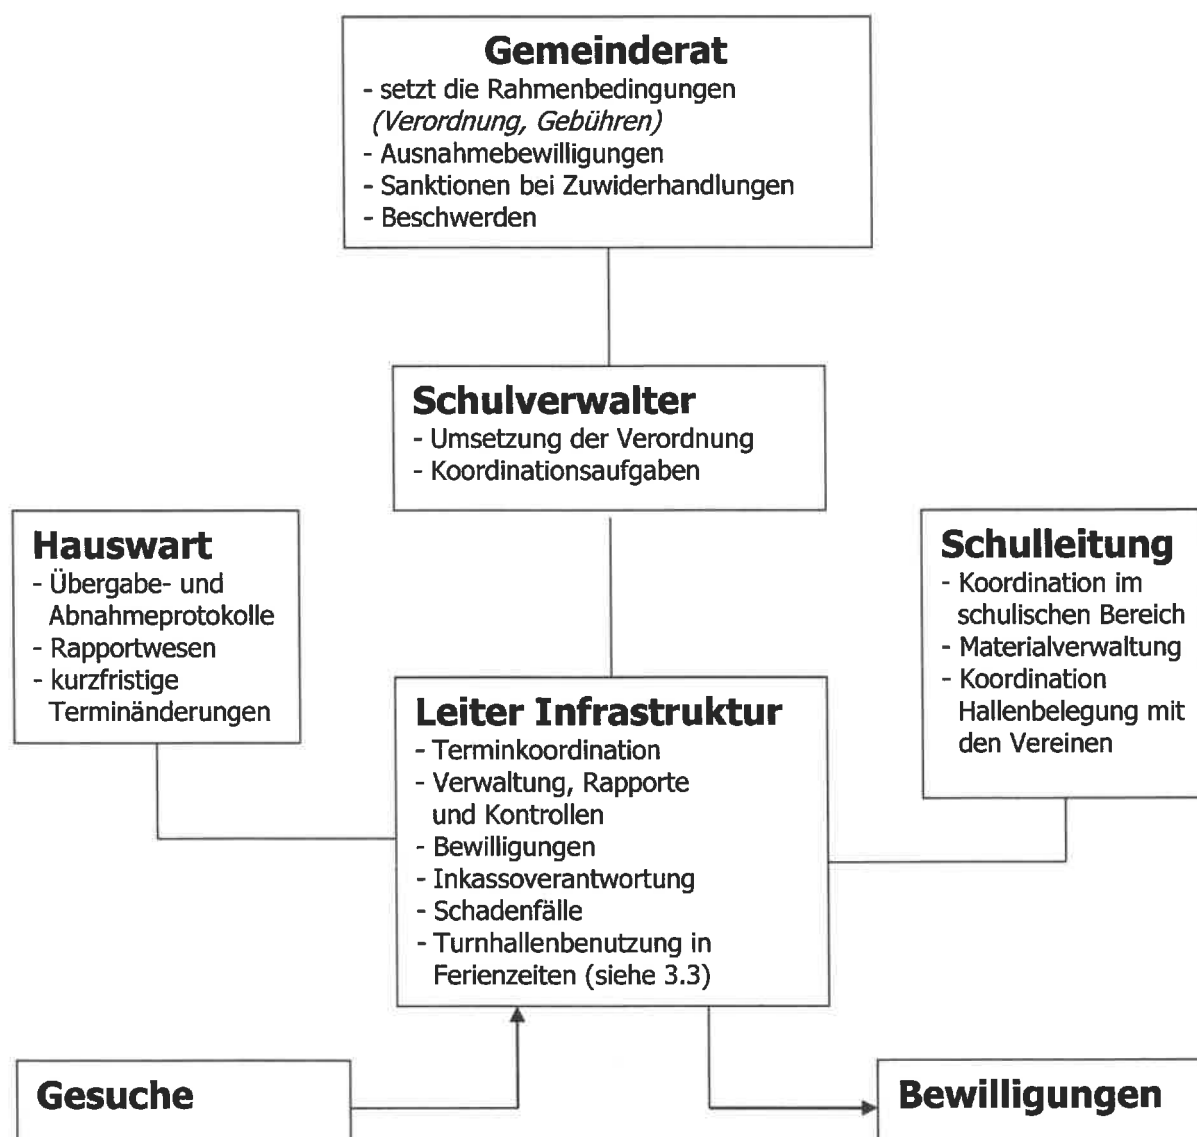 Gemeinderat
- setzt die Rahmenbedingungen
(Verordnung, Gebühren)
- Ausnahmebewilligungen
- Sanktionen bei Zuwiderhandlungen
- Beschwerden
Schulverwalter
- Umsetzung der Verordnung
- Koordinationsaufgaben
Hauswart
- Übergabe- und
Abnahmeprotokolle
- Rapportwesen
- kurzfristige
Terminänderungen
Schulleitung
- Koordination im
schulischen Bereich
- Materialverwaltung
- Koordination
Hallenbelegung mit
den Vereinen
Leiter Infrastruktur
- Terminkoordination
- Verwaltung, Rapporte
und Kontrollen
- Bewilligungen
- Inkassoverantwortung
- Schadenfälle
- Turnhallenbenutzung in
Ferienzeiten (siehe 3.3)
Gesuche
Bewilligungen